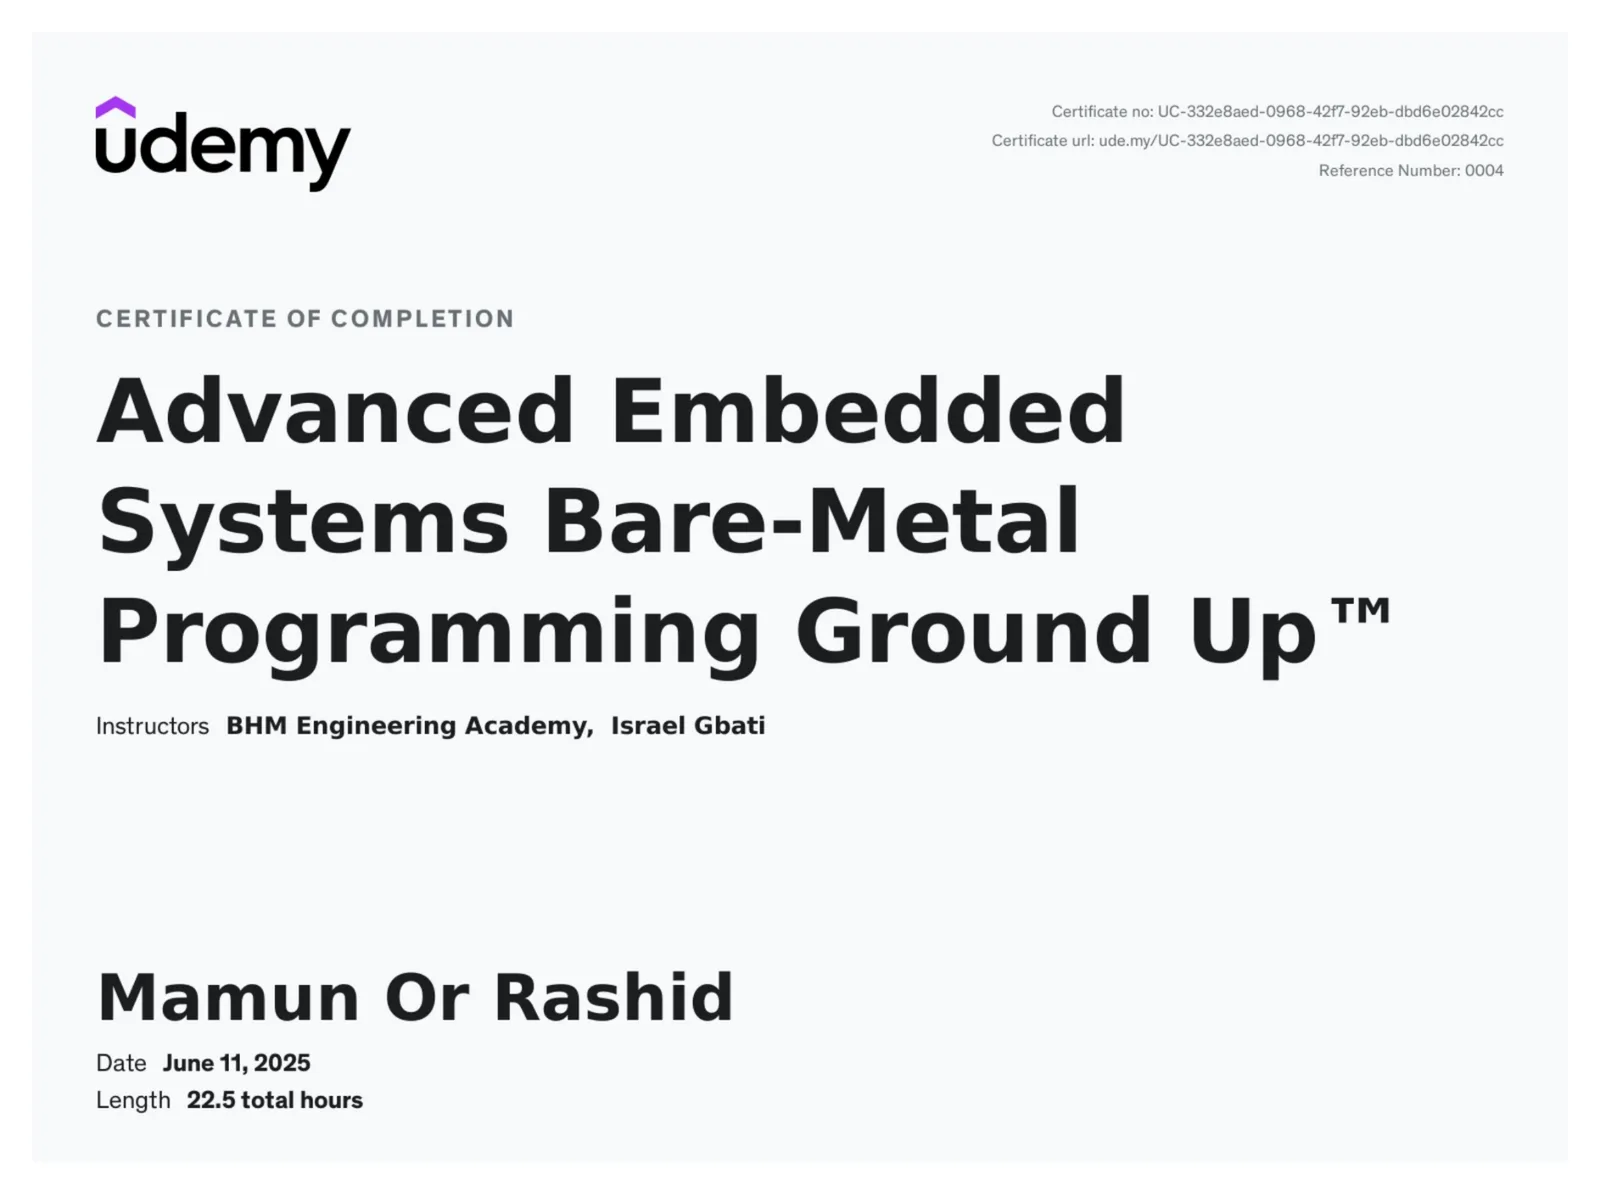 udemy
Certificate no: UC-332e8aed-0968-42f7-92eb-dbd6e02842cc
Certificate url: ude.my/UC-332e8aed-0968-42f7-92eb-dbd6e02842cc
Reference Number: 0004
CERTIFICATE OF COMPLETION
Advanced Embedded
Systems Bare-Metal
Programming Ground Up™
Instructors BHM Engineering Academy, Israel Gbati
Mamun Or Rashid
Date June 11, 2025
Length 22.5 total hours